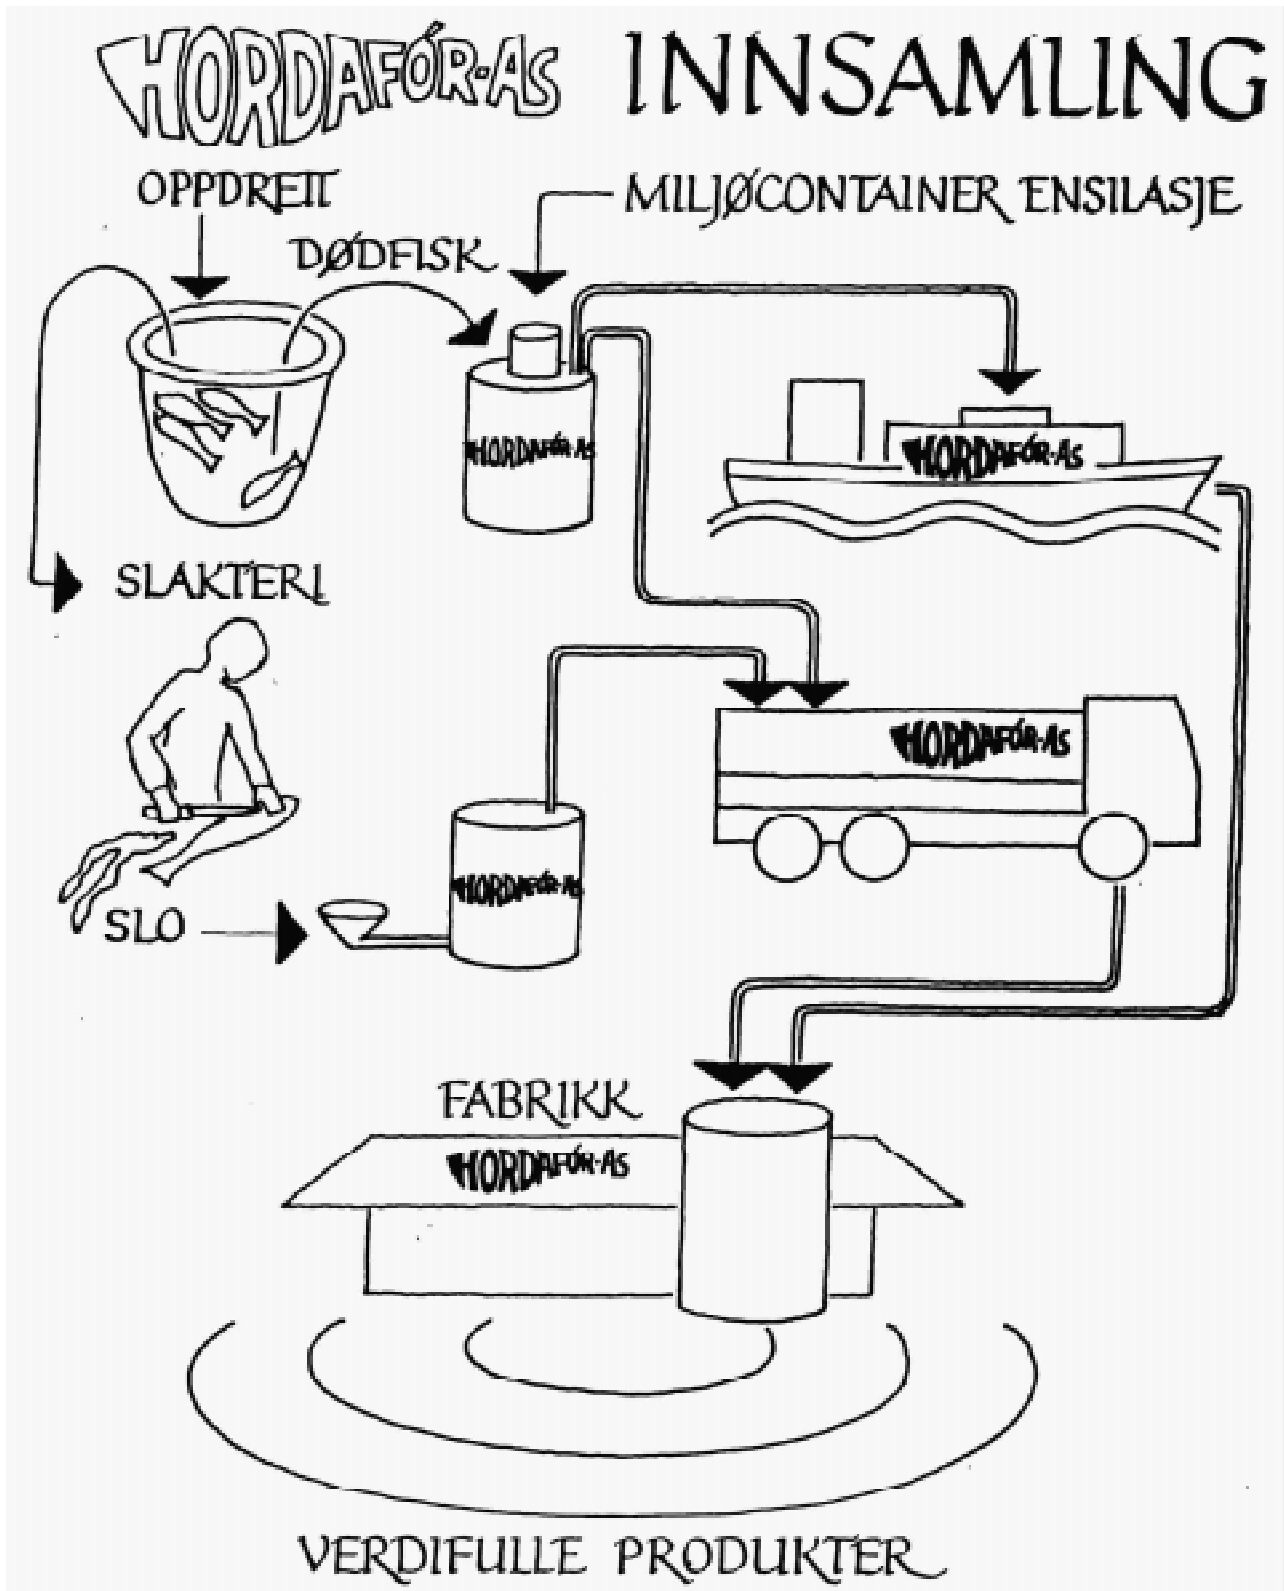 HORDAFÓR-AS INNSAMLING
OPPDRETT
MILJØCONTAINER ENSILASJE
DØDFISK
HORDAFÓR-AS
HORDAFÓR-AS
SLAKTERI
HORDAFÓR-AS
HORDAFÓR-AS
SLO
FABRIKK
HORDAFÓR-AS
VERDIFULLE PRODUKTER